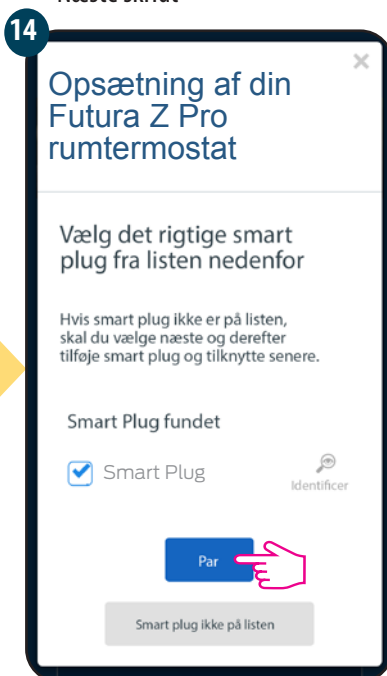 14
×
Opsætning af din
Futura Z Pro
rumtermostat
Vælg det rigtige smart
plug fra listen nedenfor
Hvis smart plug ikke er på listen,
skal du vælge næste og derefter
tilføje smart plug og tilknytte senere.
Smart Plug fundet
Smart Plug
Identificer
Par
Smart plug ikke på listen